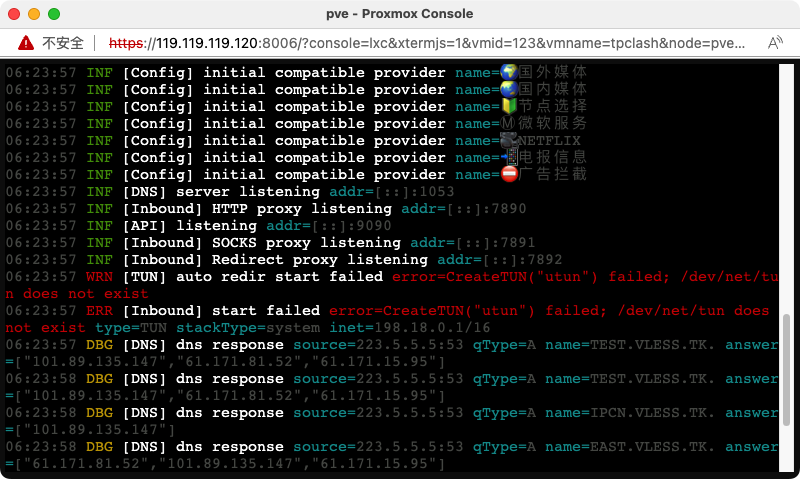 pve - Proxmox Console
不安全 | https://119.119.119.120:8006/?console=lxc&xtermjs=1&vmid=123&vmname=tpclash&node=pve...
06:23:57 INF [Config] initial compatible provider name=🌍国外媒体
06:23:57 INF [Config] initial compatible provider name=🌏国内媒体
06:23:57 INF [Config] initial compatible provider name=🔰节点选择
06:23:57 INF [Config] initial compatible provider name=Ⓜ微软服务
06:23:57 INF [Config] initial compatible provider name=🎥NETFLIX
06:23:57 INF [Config] initial compatible provider name=📲电报信息
06:23:57 INF [Config] initial compatible provider name=⛔广告拦截
06:23:57 INF [DNS] server listening addr=[::]:1053
06:23:57 INF [Inbound] HTTP proxy listening addr=[::]:7890
06:23:57 INF [API] listening addr=[::]:9090
06:23:57 INF [Inbound] SOCKS proxy listening addr=[::]:7891
06:23:57 INF [Inbound] Redirect proxy listening addr=[::]:7892
06:23:57 WRN [TUN] auto redir start failed error=CreateTUN("utun") failed; /dev/net/tu
n does not exist
06:23:57 ERR [Inbound] start failed error=CreateTUN("utun") failed; /dev/net/tun does
not exist type=TUN stackType=system inet=198.18.0.1/16
06:23:57 DBG [DNS] dns response source=223.5.5.5:53 qType=A name=TEST.VLESS.TK. answer
=["101.89.135.147","61.171.81.52","61.171.15.95"]
06:23:58 DBG [DNS] dns response source=223.5.5.5:53 qType=A name=TEST.VLESS.TK. answer
=["101.89.135.147","61.171.81.52","61.171.15.95"]
06:23:58 DBG [DNS] dns response source=223.5.5.5:53 qType=A name=IPCN.VLESS.TK. answer
=["101.89.135.147"]
06:23:58 DBG [DNS] dns response source=223.5.5.5:53 qType=A name=EAST.VLESS.TK. answer
=["61.171.81.52","101.89.135.147","61.171.15.95"]